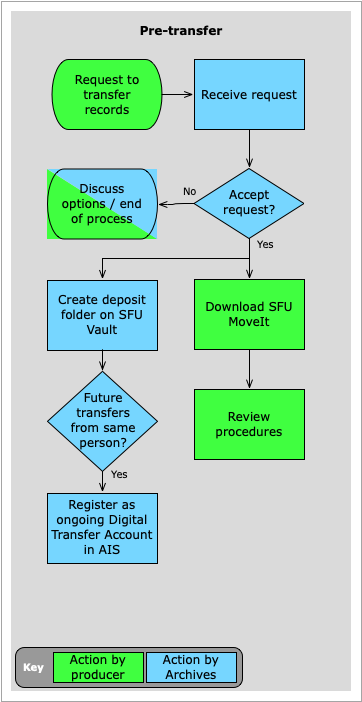 Pre-transfer
Request to
transfer
records
Receive request
Discuss
options / end
of process
No
Accept
request?
Yes
Create deposit
folder on SFU
Vault
Download SFU
MoveIt
Future
transfers
from same
person?
Review
procedures
Yes
Register as
ongoing Digital
Transfer Account
in AIS
Key
Action by
producer
Action by
Archives